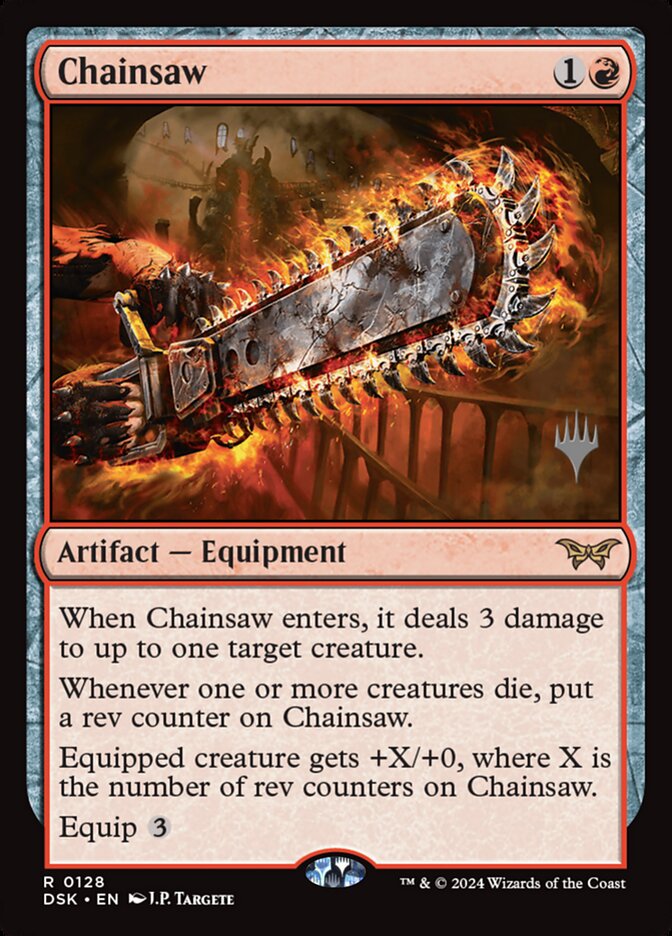 Chainsaw 1
Artifact — Equipment
When Chainsaw enters, it deals 3 damage
to up to one target creature.
Whenever one or more creatures die, put
a rev counter on Chainsaw.
Equipped creature gets +X/+0, where X is
the number of rev counters on Chainsaw.
Equip 3
R 0128
DSK • EN J.P. Targete
™ & © 2024 Wizards of the Coast